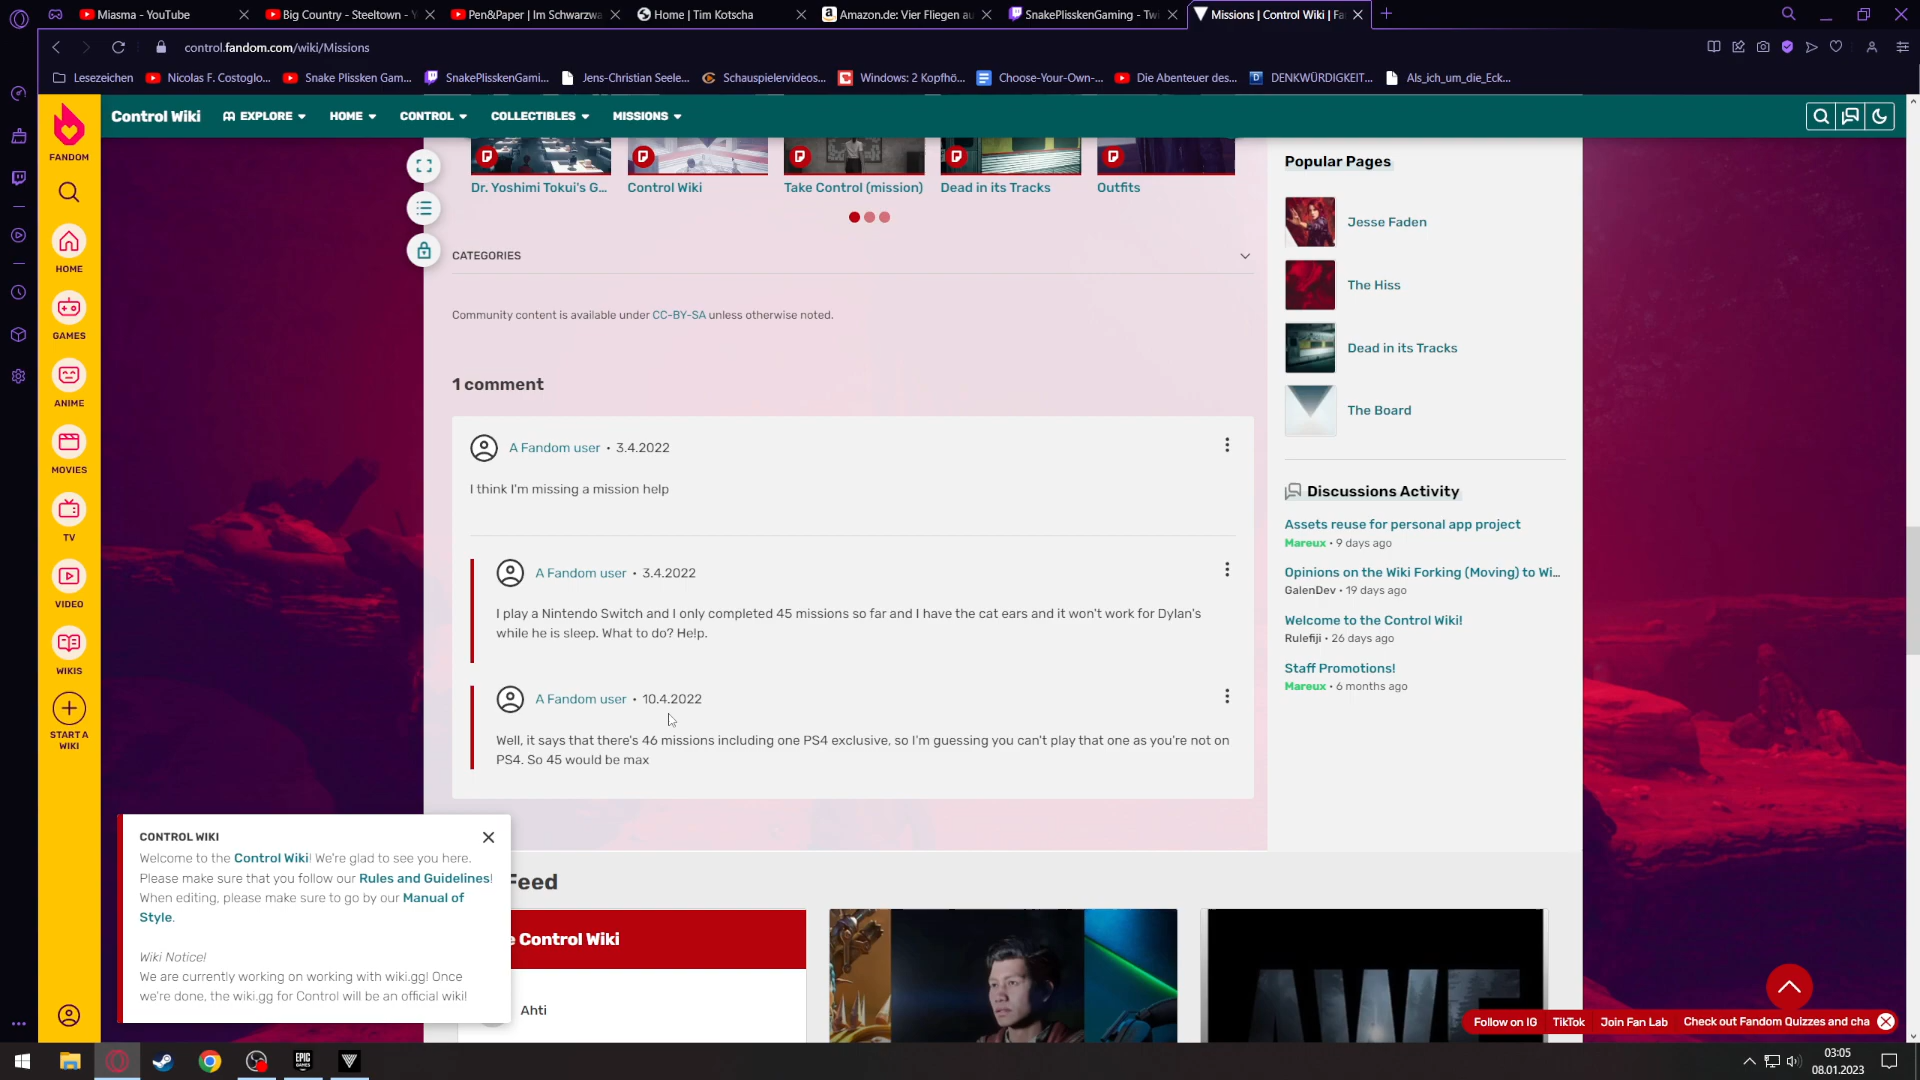 Miasma - YouTube
Big Country - Steeltown - Y
Pen&Paper | Im Schwarzwa
Home | Tim Kotscha
Amazon.de: Vier Fliegen au
SnakePlisskenGaming - Twi
Missions | Control Wiki | Fa
control.fandom.com/wiki/Missions
Lesezeichen
Nicolas F. Costoglo...
Snake Plissken Gam...
SnakePlisskenGami...
Jens-Christian Seele...
Schauspielervideos...
Windows: 2 Kopfhö...
Choose-Your-Own-...
Die Abenteuer des...
DENKWÜRDIGKEIT...
Als_ich_um_die_Eck...
FANDOM
Control Wiki
EXPLORE
HOME
CONTROL
COLLECTIBLES
MISSIONS
HOME
GAMES
ANIME
MOVIES
TV
VIDEO
WIKIS
START A
WIKI
Dr. Yoshimi Tokui's G...
Control Wiki
Take Control (mission)
Dead in its Tracks
Outfits
CATEGORIES
Community content is available under CC-BY-SA unless otherwise noted.
1 comment
A Fandom user • 3.4.2022
I think I'm missing a mission help
A Fandom user • 3.4.2022
I play a Nintendo Switch and I only completed 45 missions so far and I have the cat ears and it won't work for Dylan's
while he is sleep. What to do? Help.
A Fandom user • 10.4.2022
Well, it says that there's 46 missions including one PS4 exclusive, so I'm guessing you can't play that one as you're not on
PS4. So 45 would be max
Popular Pages
Jesse Faden
The Hiss
Dead in its Tracks
The Board
Discussions Activity
Assets reuse for personal app project
Mareux • 9 days ago
Opinions on the Wiki Forking (Moving) to Wi...
GalenDev • 19 days ago
Welcome to the Control Wiki!
Rulefiji • 26 days ago
Staff Promotions!
Mareux • 6 months ago
CONTROL WIKI
Welcome to the Control Wiki! We're glad to see you here.
Please make sure that you follow our Rules and Guidelines!
When editing, please make sure to go by our Manual of
Style.
Wiki Notice!
We are currently working on working with wiki.gg! Once
we're done, the wiki.gg for Control will be an official wiki!
Feed
Control Wiki
Ahti
AWE
Follow on IG
TikTok
Join Fan Lab
Check out Fandom Quizzes and cha
EPIC
GAMES
03:05
08.01.2023